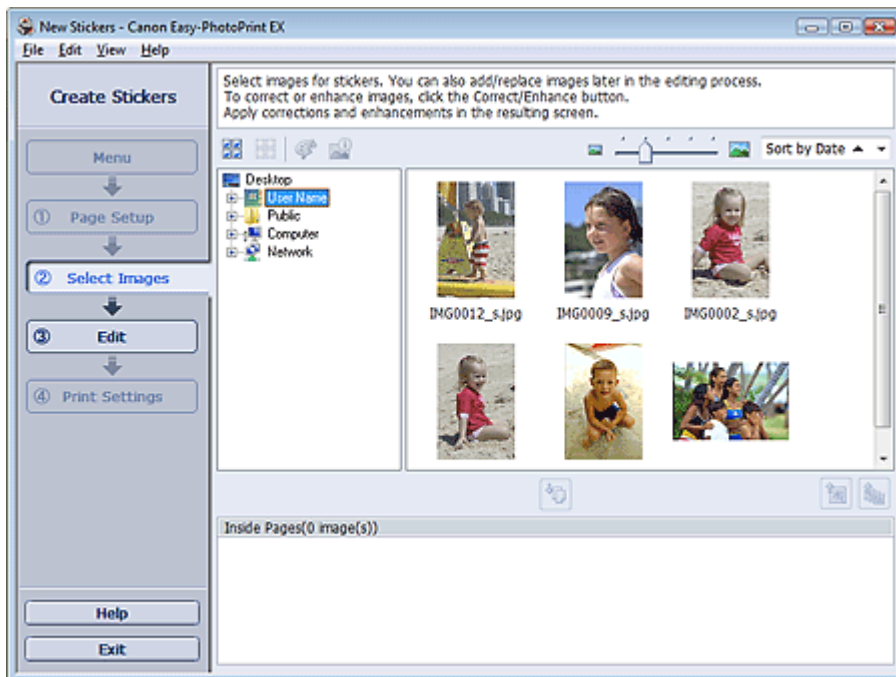 New Stickers - Canon Easy-PhotoPrint EX
File Edit View Help
Create Stickers
Menu
① Page Setup
② Select Images
③ Edit
④ Print Settings
Help
Exit
Select images for stickers. You can also add/replace images later in the editing process.
To correct or enhance images, click the Correct/Enhance button.
Apply corrections and enhancements in the resulting screen.
Sort by Date
Desktop
User Name
Public
Computer
Network
IMG0012_s.jpg IMG0009_s.jpg IMG0002_s.jpg
Inside Pages(0 image(s))